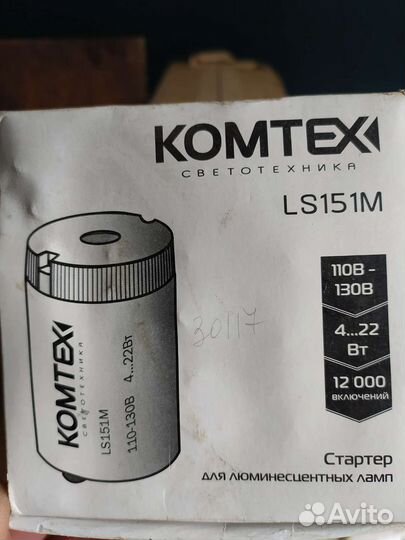 KOMTEX
СВЕТОТЕХНИКА
LS151M
110В -
130В
4...22
Вт
12 000
включений
30117
KOMTEX
СВЕТОТЕХНИКА
LS151M
110-130В 4...22Вт
Стартер
для люминесцентных ламп
Avito